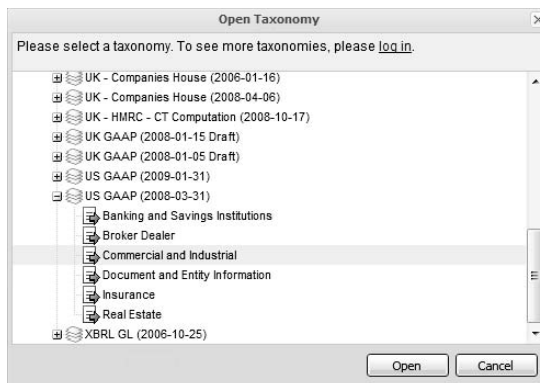 Open Taxonomy
Please select a taxonomy. To see more taxonomies, please log in.
UK - Companies House (2006-01-16)
UK - Companies House (2008-04-06)
UK - HMRC - CT Computation (2008-10-17)
UK GAAP (2008-01-15 Draft)
UK GAAP (2008-01-05 Draft)
US GAAP (2009-01-31)
US GAAP (2008-03-31)
Banking and Savings Institutions
Broker Dealer
Commercial and Industrial
Document and Entity Information
Insurance
Real Estate
XBRL GL (2006-10-25)
Open Cancel